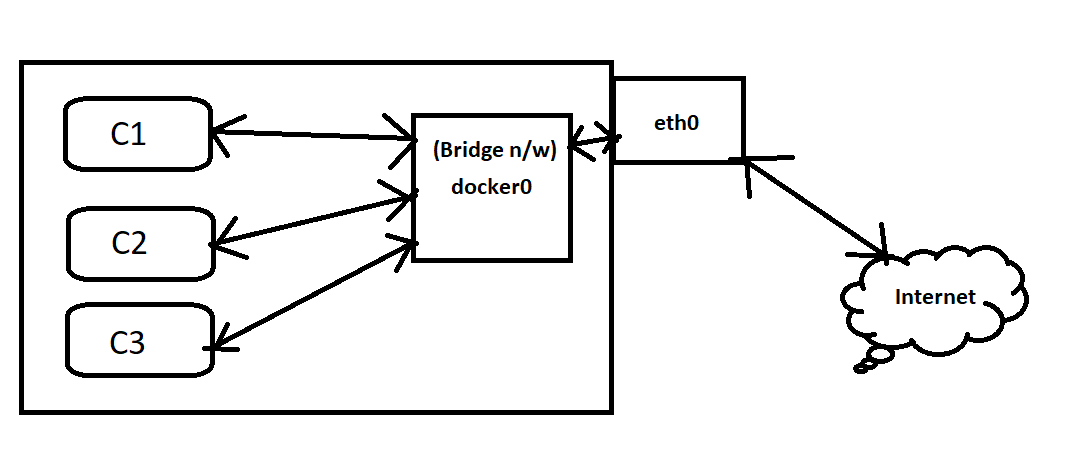 C1
(Bridge n/w)
docker0
eth0
C2
C3
Internet